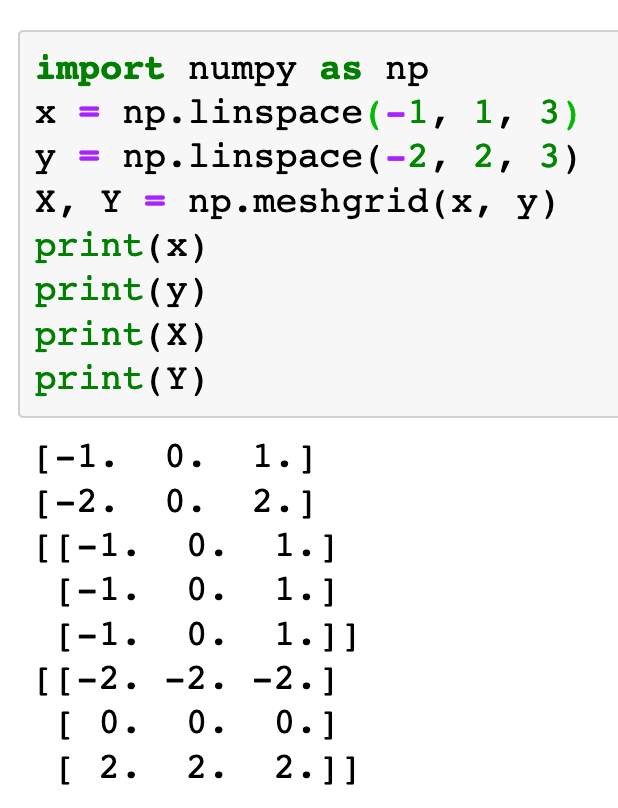 import numpy as np
x = np.linspace(-1, 1, 3)
y = np.linspace(-2, 2, 3)
X, Y = np.meshgrid(x, y)
print(x)
print(y)
print(X)
print(Y)
[-1.  0.  1.]
[-2.  0.  2.]
[[-1.  0.  1.]
 [-1.  0.  1.]
 [-1.  0.  1.]]
[[-2. -2. -2.]
 [ 0.  0.  0.]
 [ 2.  2.  2.]]